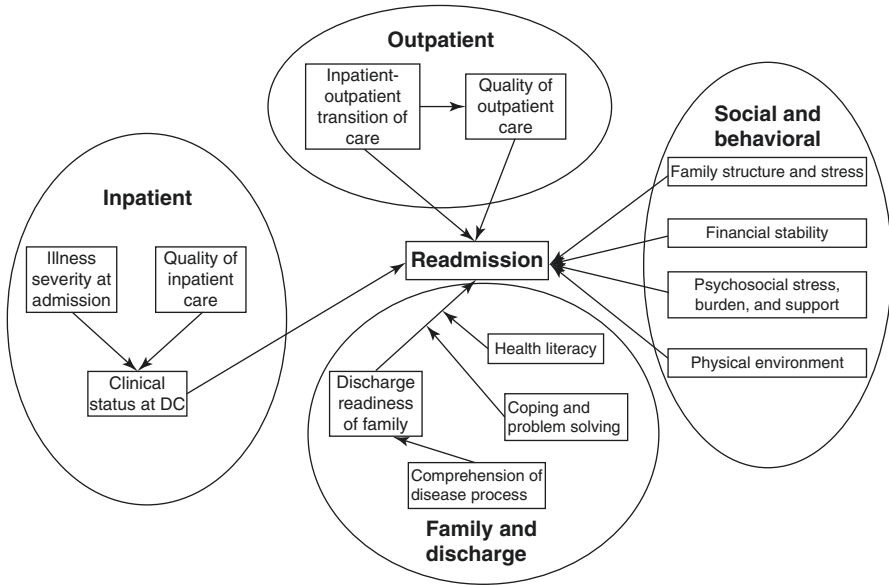 Outpatient
Inpatient-
outpatient
transition of
care
Quality of
outpatient
care
Social and
behavioral
Family structure and stress
Financial stability
Psychosocial stress,
burden, and support
Physical environment
Inpatient
Illness
severity at
admission
Quality of
inpatient
care
Clinical
status at DC
Readmission
Health literacy
Discharge
readiness
of family
Coping and
problem solving
Comprehension of
disease process
Family and
discharge